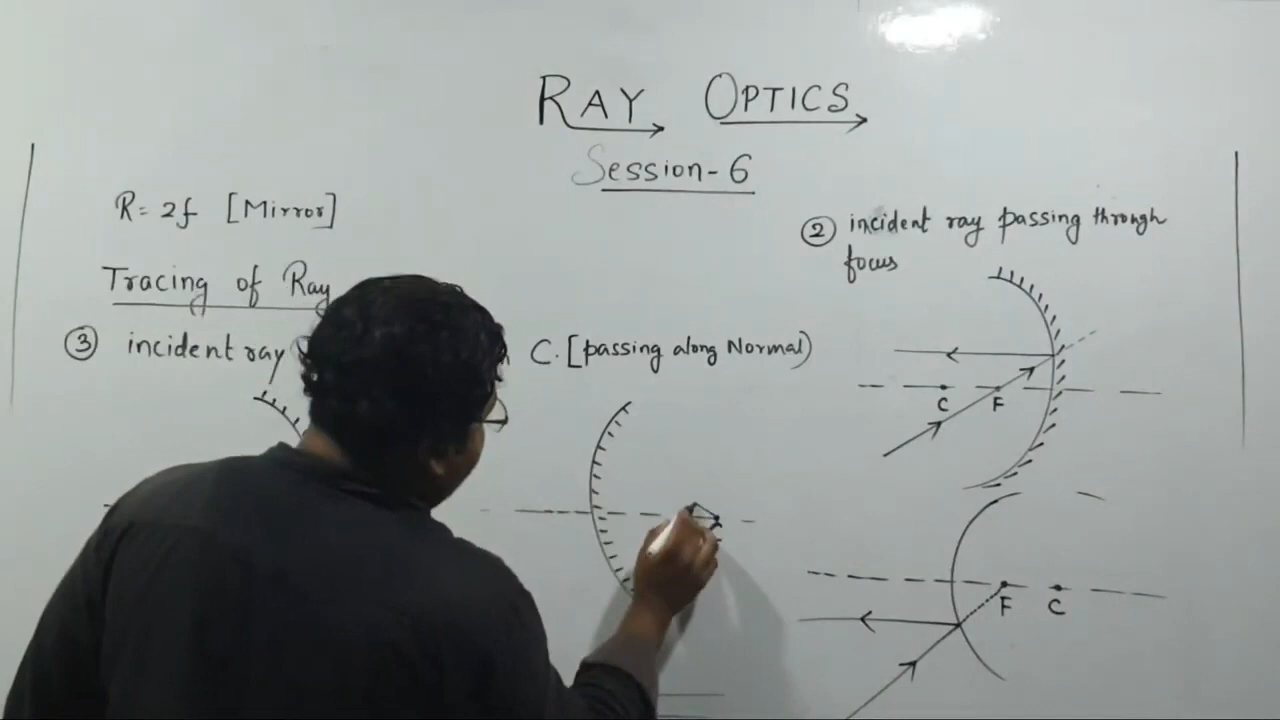 RAY OPTICS
Session-6
R = 2f [Mirror]
Tracing of Ray
③ incident ray C. [passing along Normal)
② incident ray passing through
focus
C F
F C